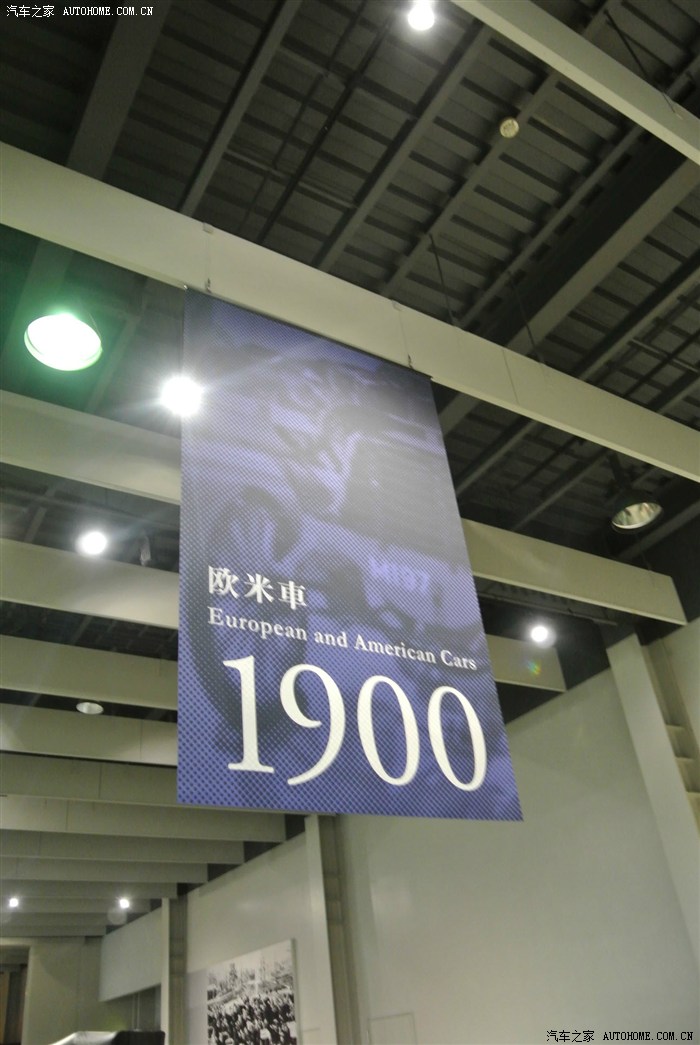 汽车之家 AUTOHOME.COM.CN
欧米車
European and American Cars
1900
汽车之家 AUTOHOME.COM.CN